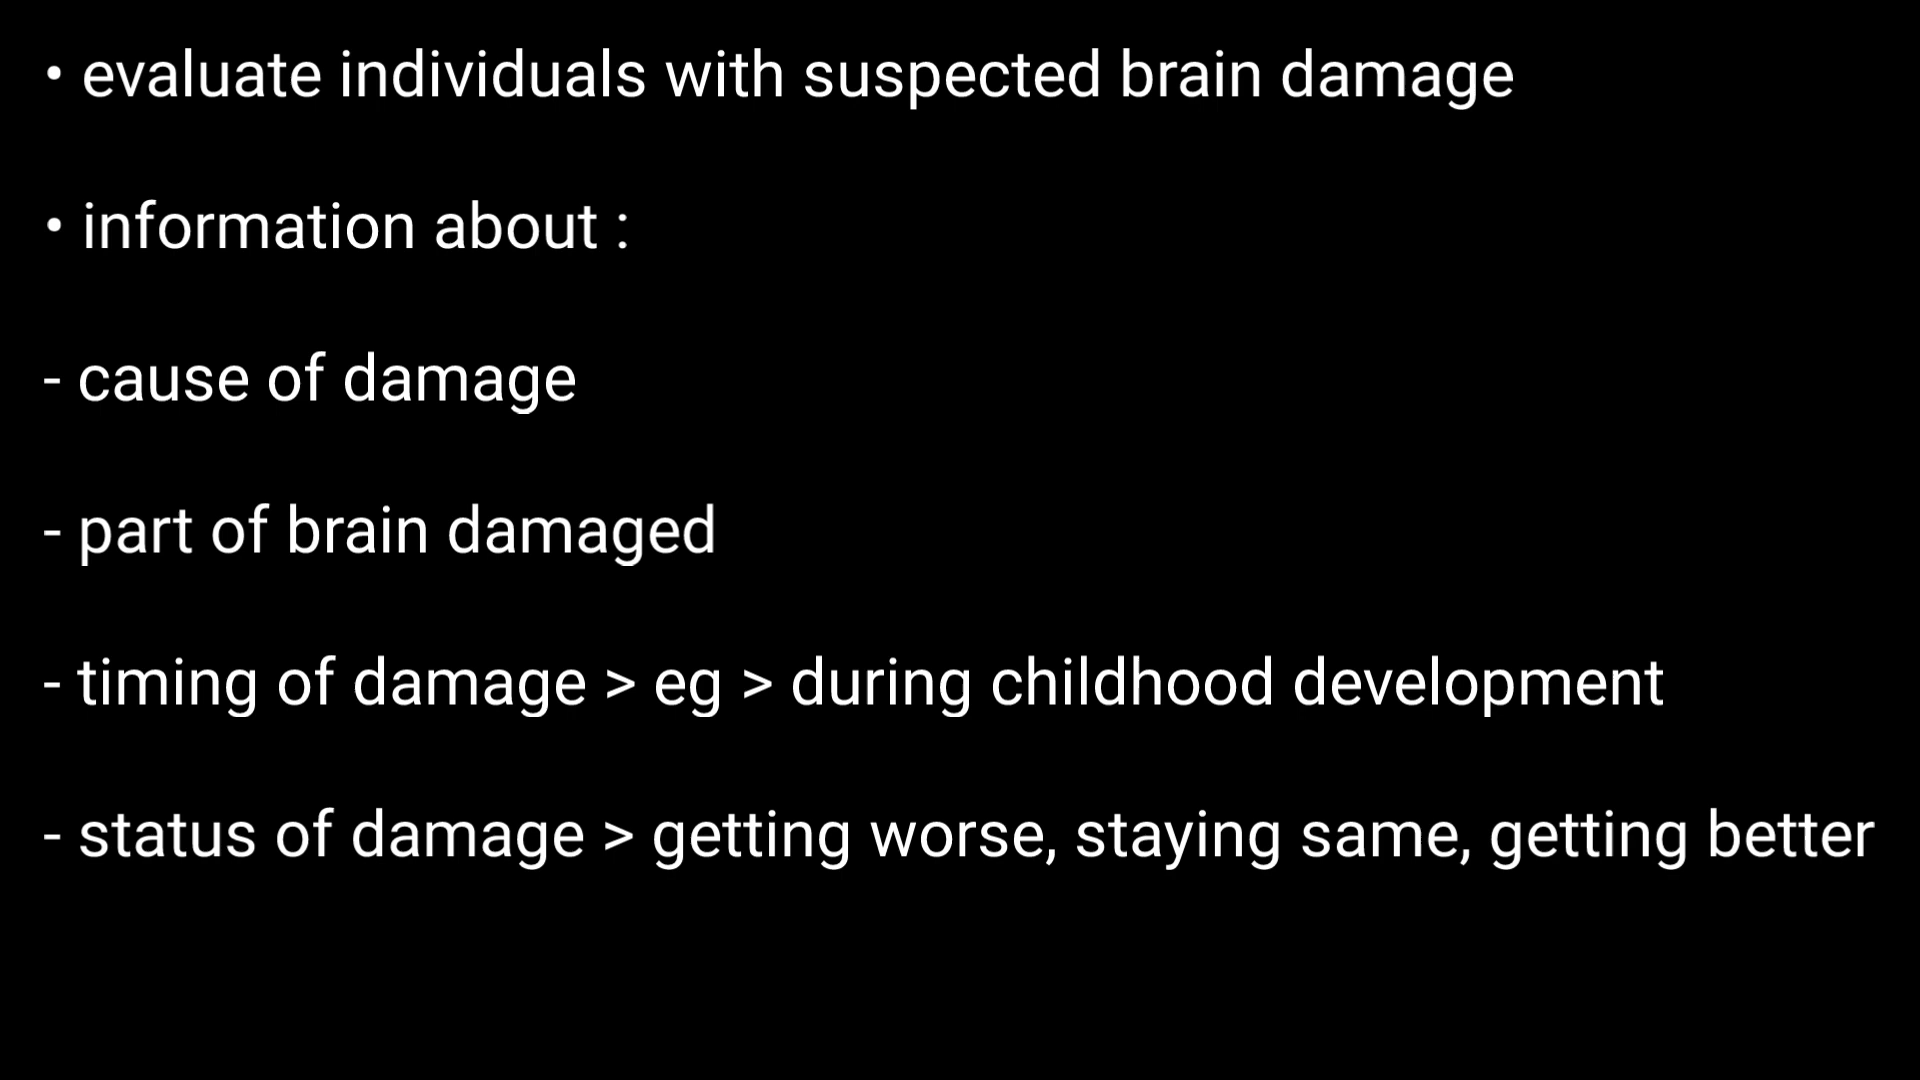 • evaluate individuals with suspected brain damage
• information about :
- cause of damage
- part of brain damaged
- timing of damage > eg > during childhood development
- status of damage > getting worse, staying same, getting better